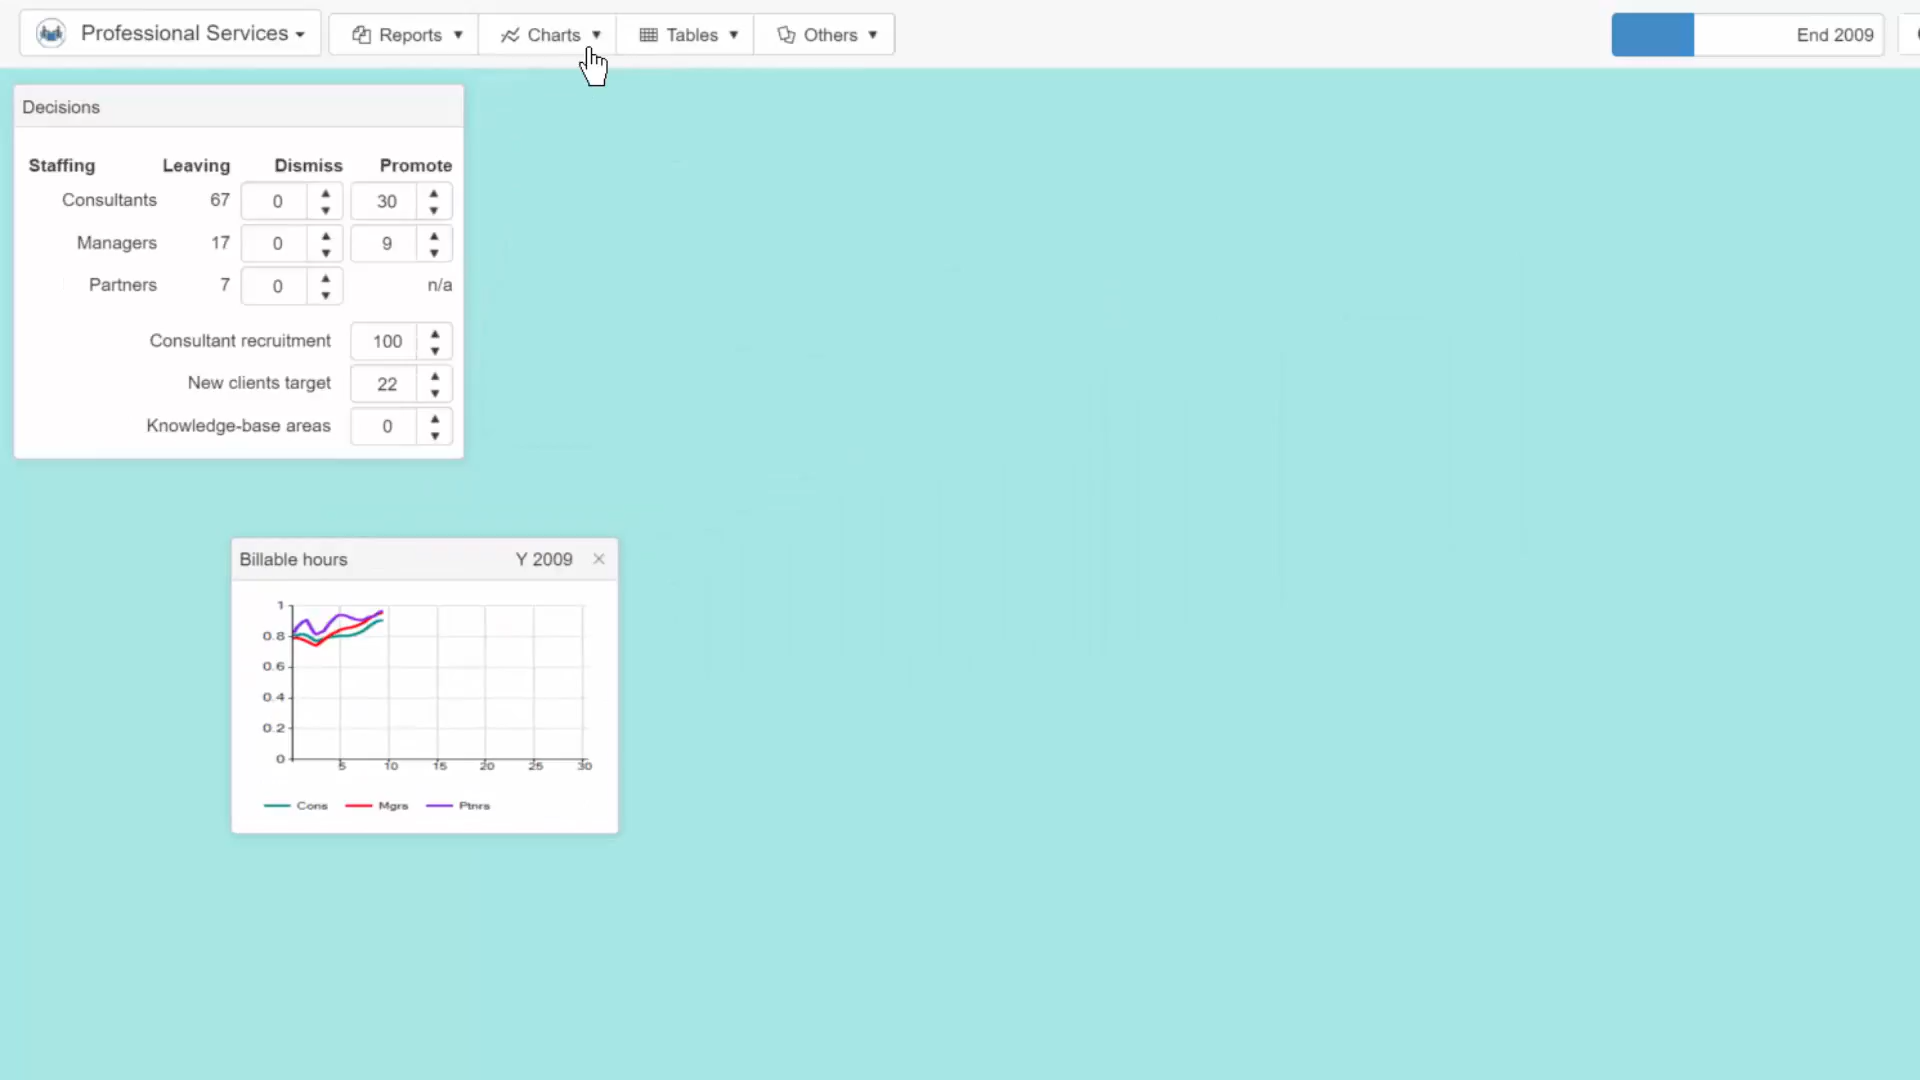 Professional Services
Reports
Charts
Tables
Others
End 2009
Decisions
Staffing Leaving Dismiss Promote
Consultants 67 0 30
Managers 17 0 9
Partners 7 0 n/a
Consultant recruitment 100
New clients target 22
Knowledge-base areas 0
Billable hours Y 2009
1
0.8
0.6
0.4
0.2
0
5 10 15 20 25 30
Cons Mgrs Ptnrs